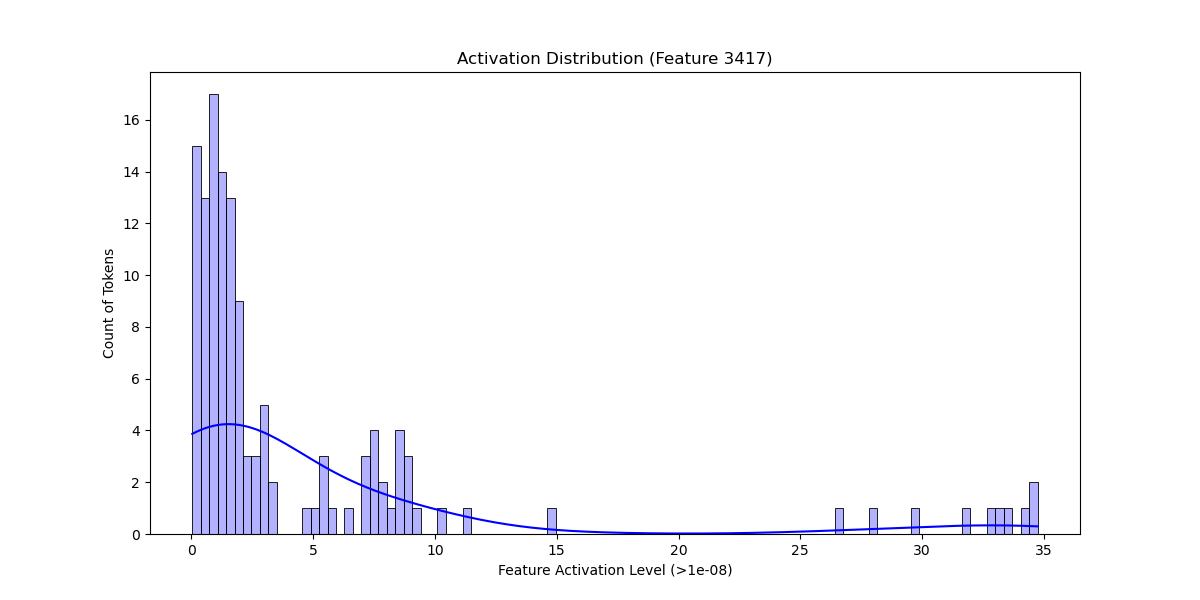 Activation Distribution (Feature 3417)
Count of Tokens
16
14
12
10
8
6
4
2
0
0 5 10 15 20 25 30 35
Feature Activation Level (>1e-08)